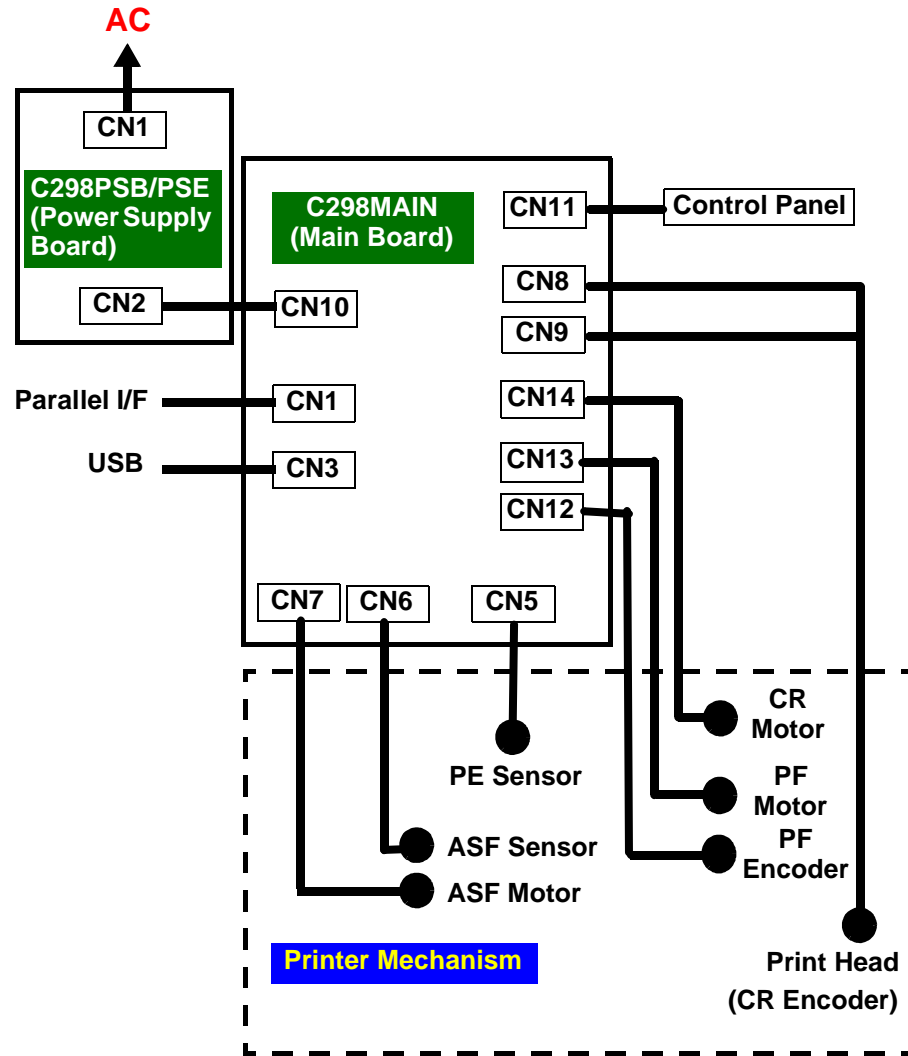 AC
CN1
C298PSB/PSE
(Power Supply
Board)
CN2
C298MAIN
(Main Board)
CN11
Control Panel
CN8
CN10
CN9
Parallel I/F
CN1
CN14
USB
CN3
CN13
CN12
CN7
CN6
CN5
CR
Motor
PE Sensor
PF
Motor
ASF Sensor
PF
Encoder
ASF Motor
Printer Mechanism
Print Head
(CR Encoder)